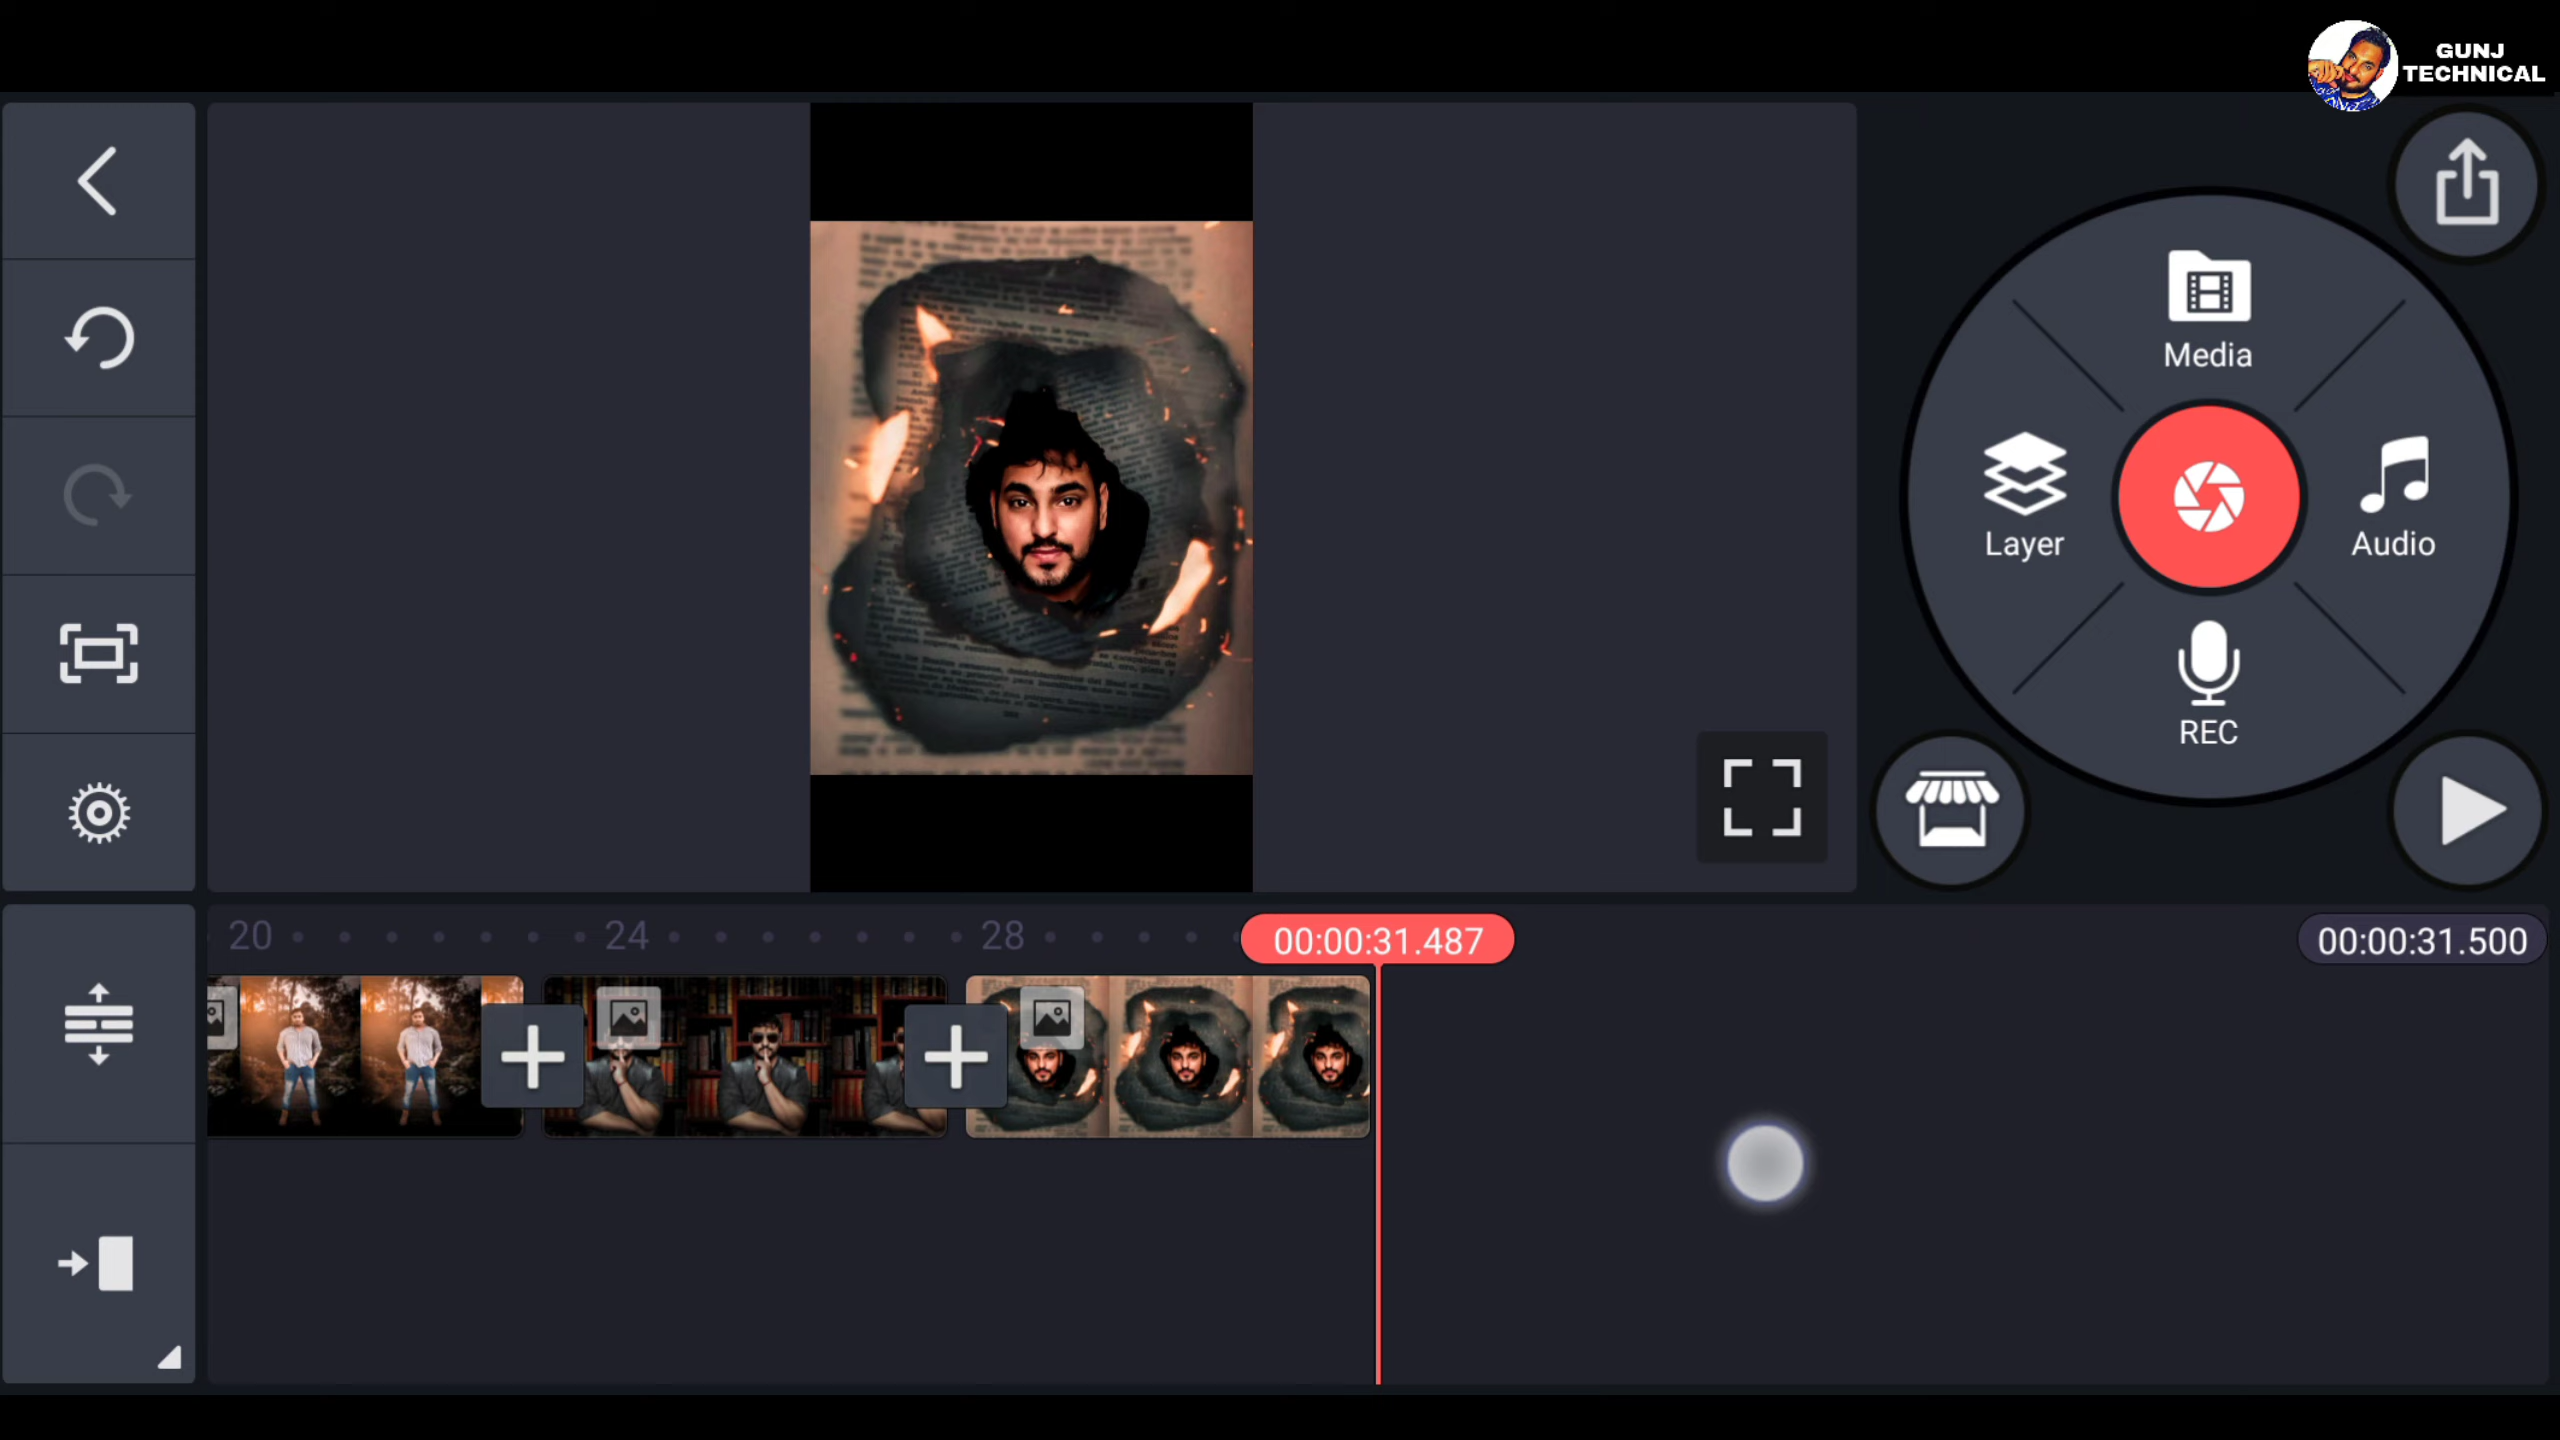 GUNJ
TECHNICAL
Media
Layer
Audio
REC
20
24
28
00:00:31.487
00:00:31.500